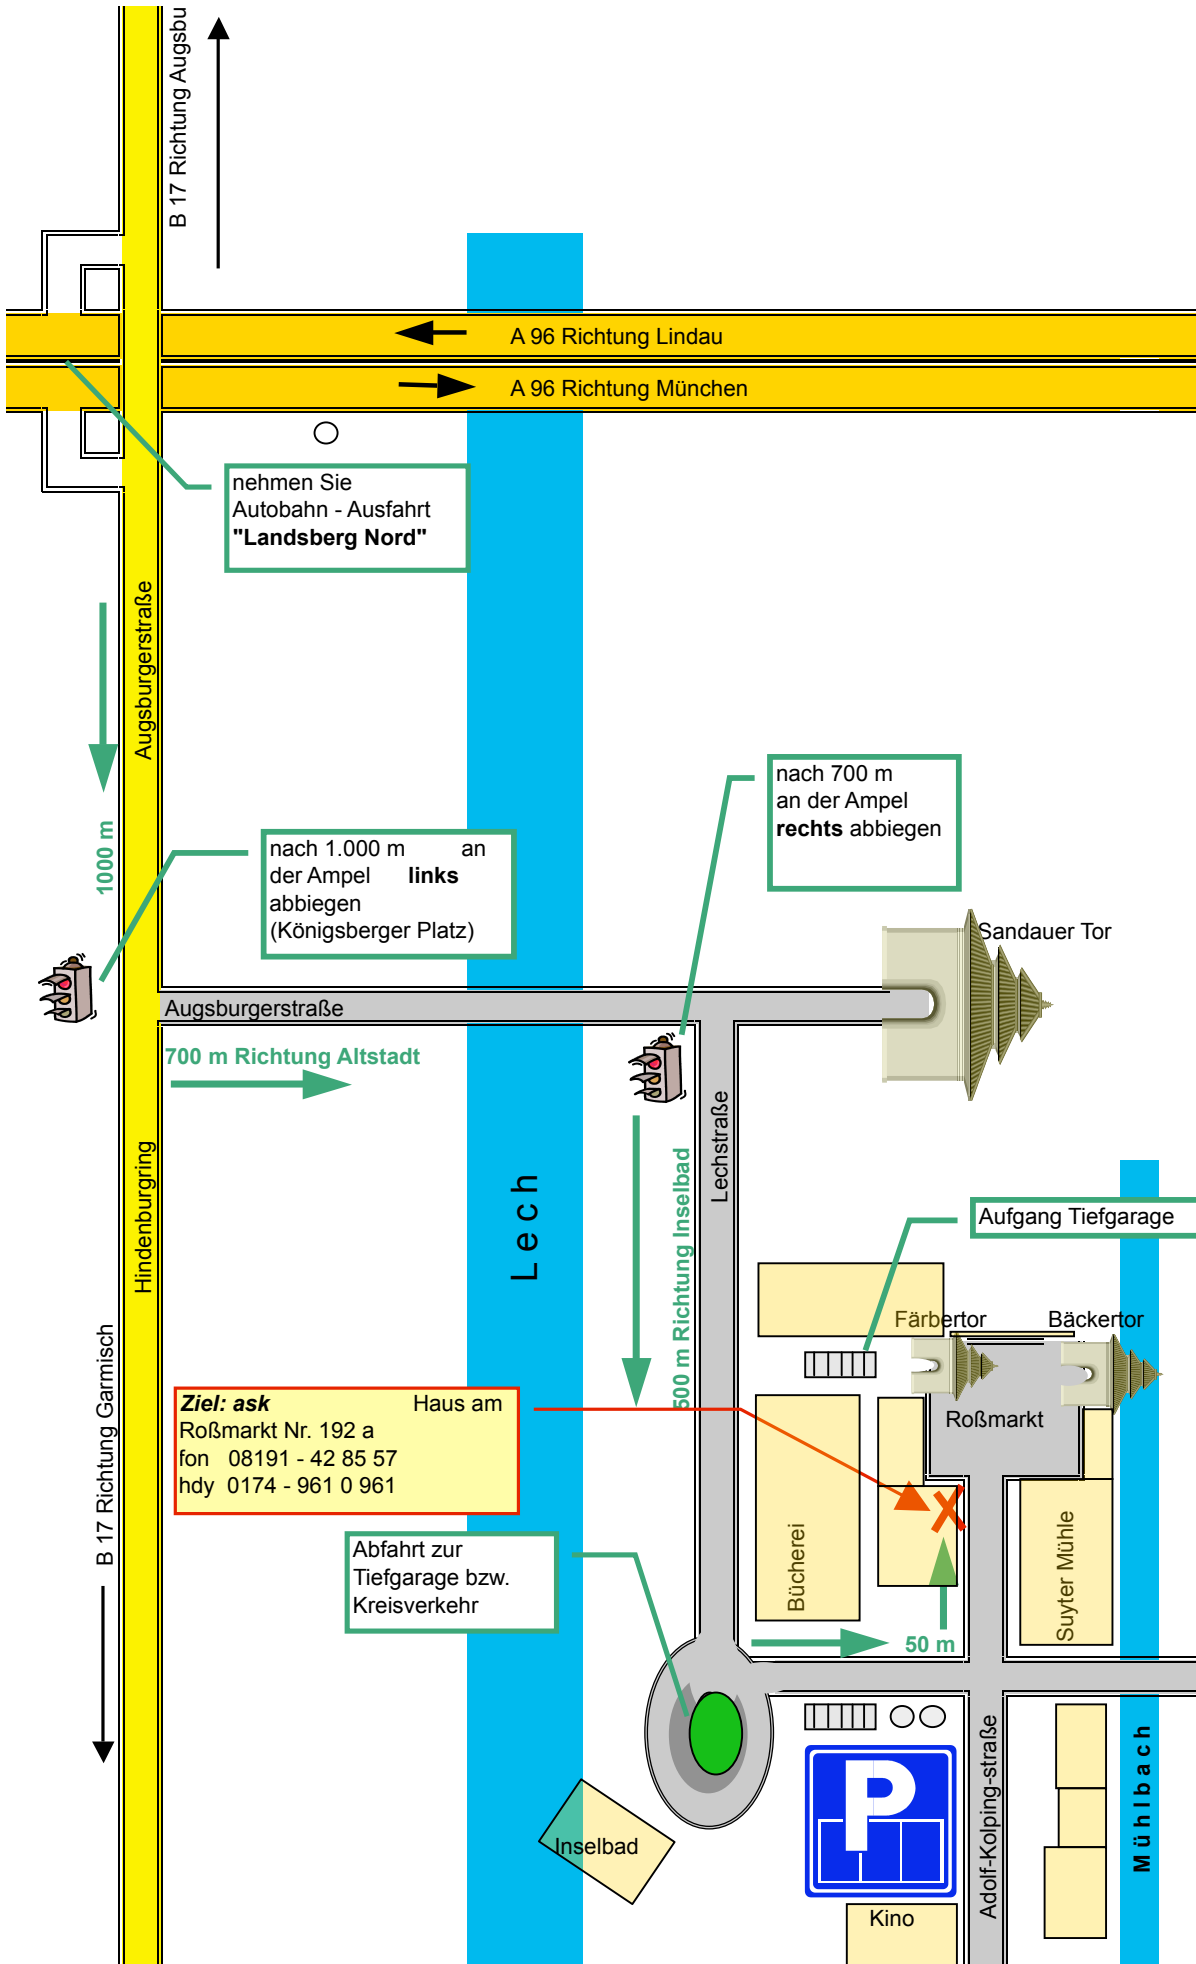 B 17 Richtung Augsbu
A 96 Richtung Lindau
A 96 Richtung München
nehmen Sie
Autobahn - Ausfahrt
"Landsberg Nord"
Augsburgerstraße
1000 m
nach 1.000 m an
der Ampel links
abbiegen
(Königsberger Platz)
nach 700 m
an der Ampel
rechts abbiegen
Sandauer Tor
Augsburgerstraße
700 m Richtung Altstadt
Hindenburgring
Lech
500 m Richtung Inselbad
Lechstraße
Aufgang Tiefgarage
Färbertor
Bäckertor
Roßmarkt
B 17 Richtung Garmisch
Ziel: ask Haus am
Roßmarkt Nr. 192 a
fon 08191 - 42 85 57
hdy 0174 - 961 0 961
Abfahrt zur
Tiefgarage bzw.
Kreisverkehr
Bücherei
Suyter Mühle
50 m
Inselbad
P
Adolf-Kolping-straße
Mühlbach
Kino